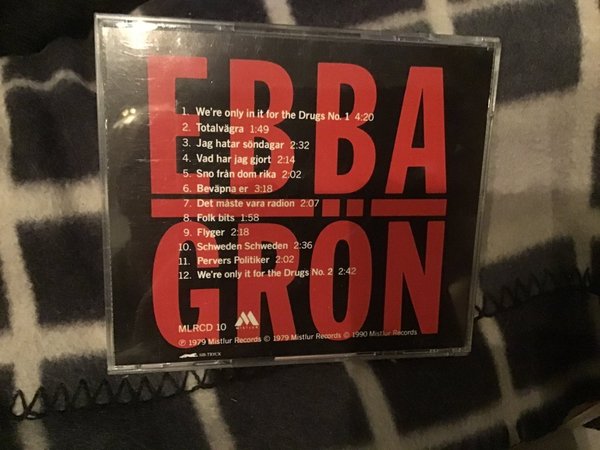 EBBA
GRÖN
1. We're only in it for the Drugs No. 1 4:20
2. Totalvägra 1:49
3. Jag hatar söndagar 2:32
4. Vad har jag gjort 2:14
5. Sno från dom rika 2:02
6. Beväpna er 3:18
7. Det måste vara radion 2:07
8. Folk bits 1:58
9. Flyger 2:18
10. Schweden Schweden 2:36
11. Pervers Politiker 2:02
12. We're only it for the Drugs No. 2 2:42
MLRCD 10
MISTLUR
℗ 1979 Mistlur Records © 1979 Mistlur Records © 1990 Mistlur Records